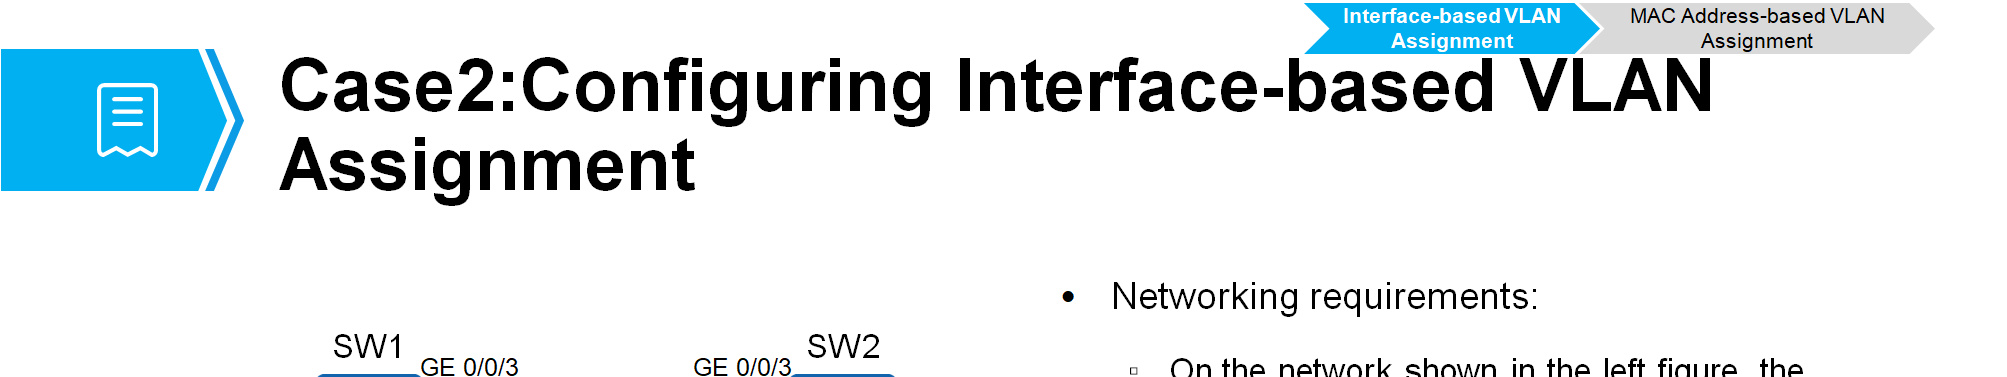 Interface-based VLAN
Assignment
MAC Address-based VLAN
Assignment
Case2:Configuring Interface-based VLAN
Assignment
• Networking requirements:
SW1
GE 0/0/3
GE 0/0/3
SW2
▫ On the network shown in the left figure, the